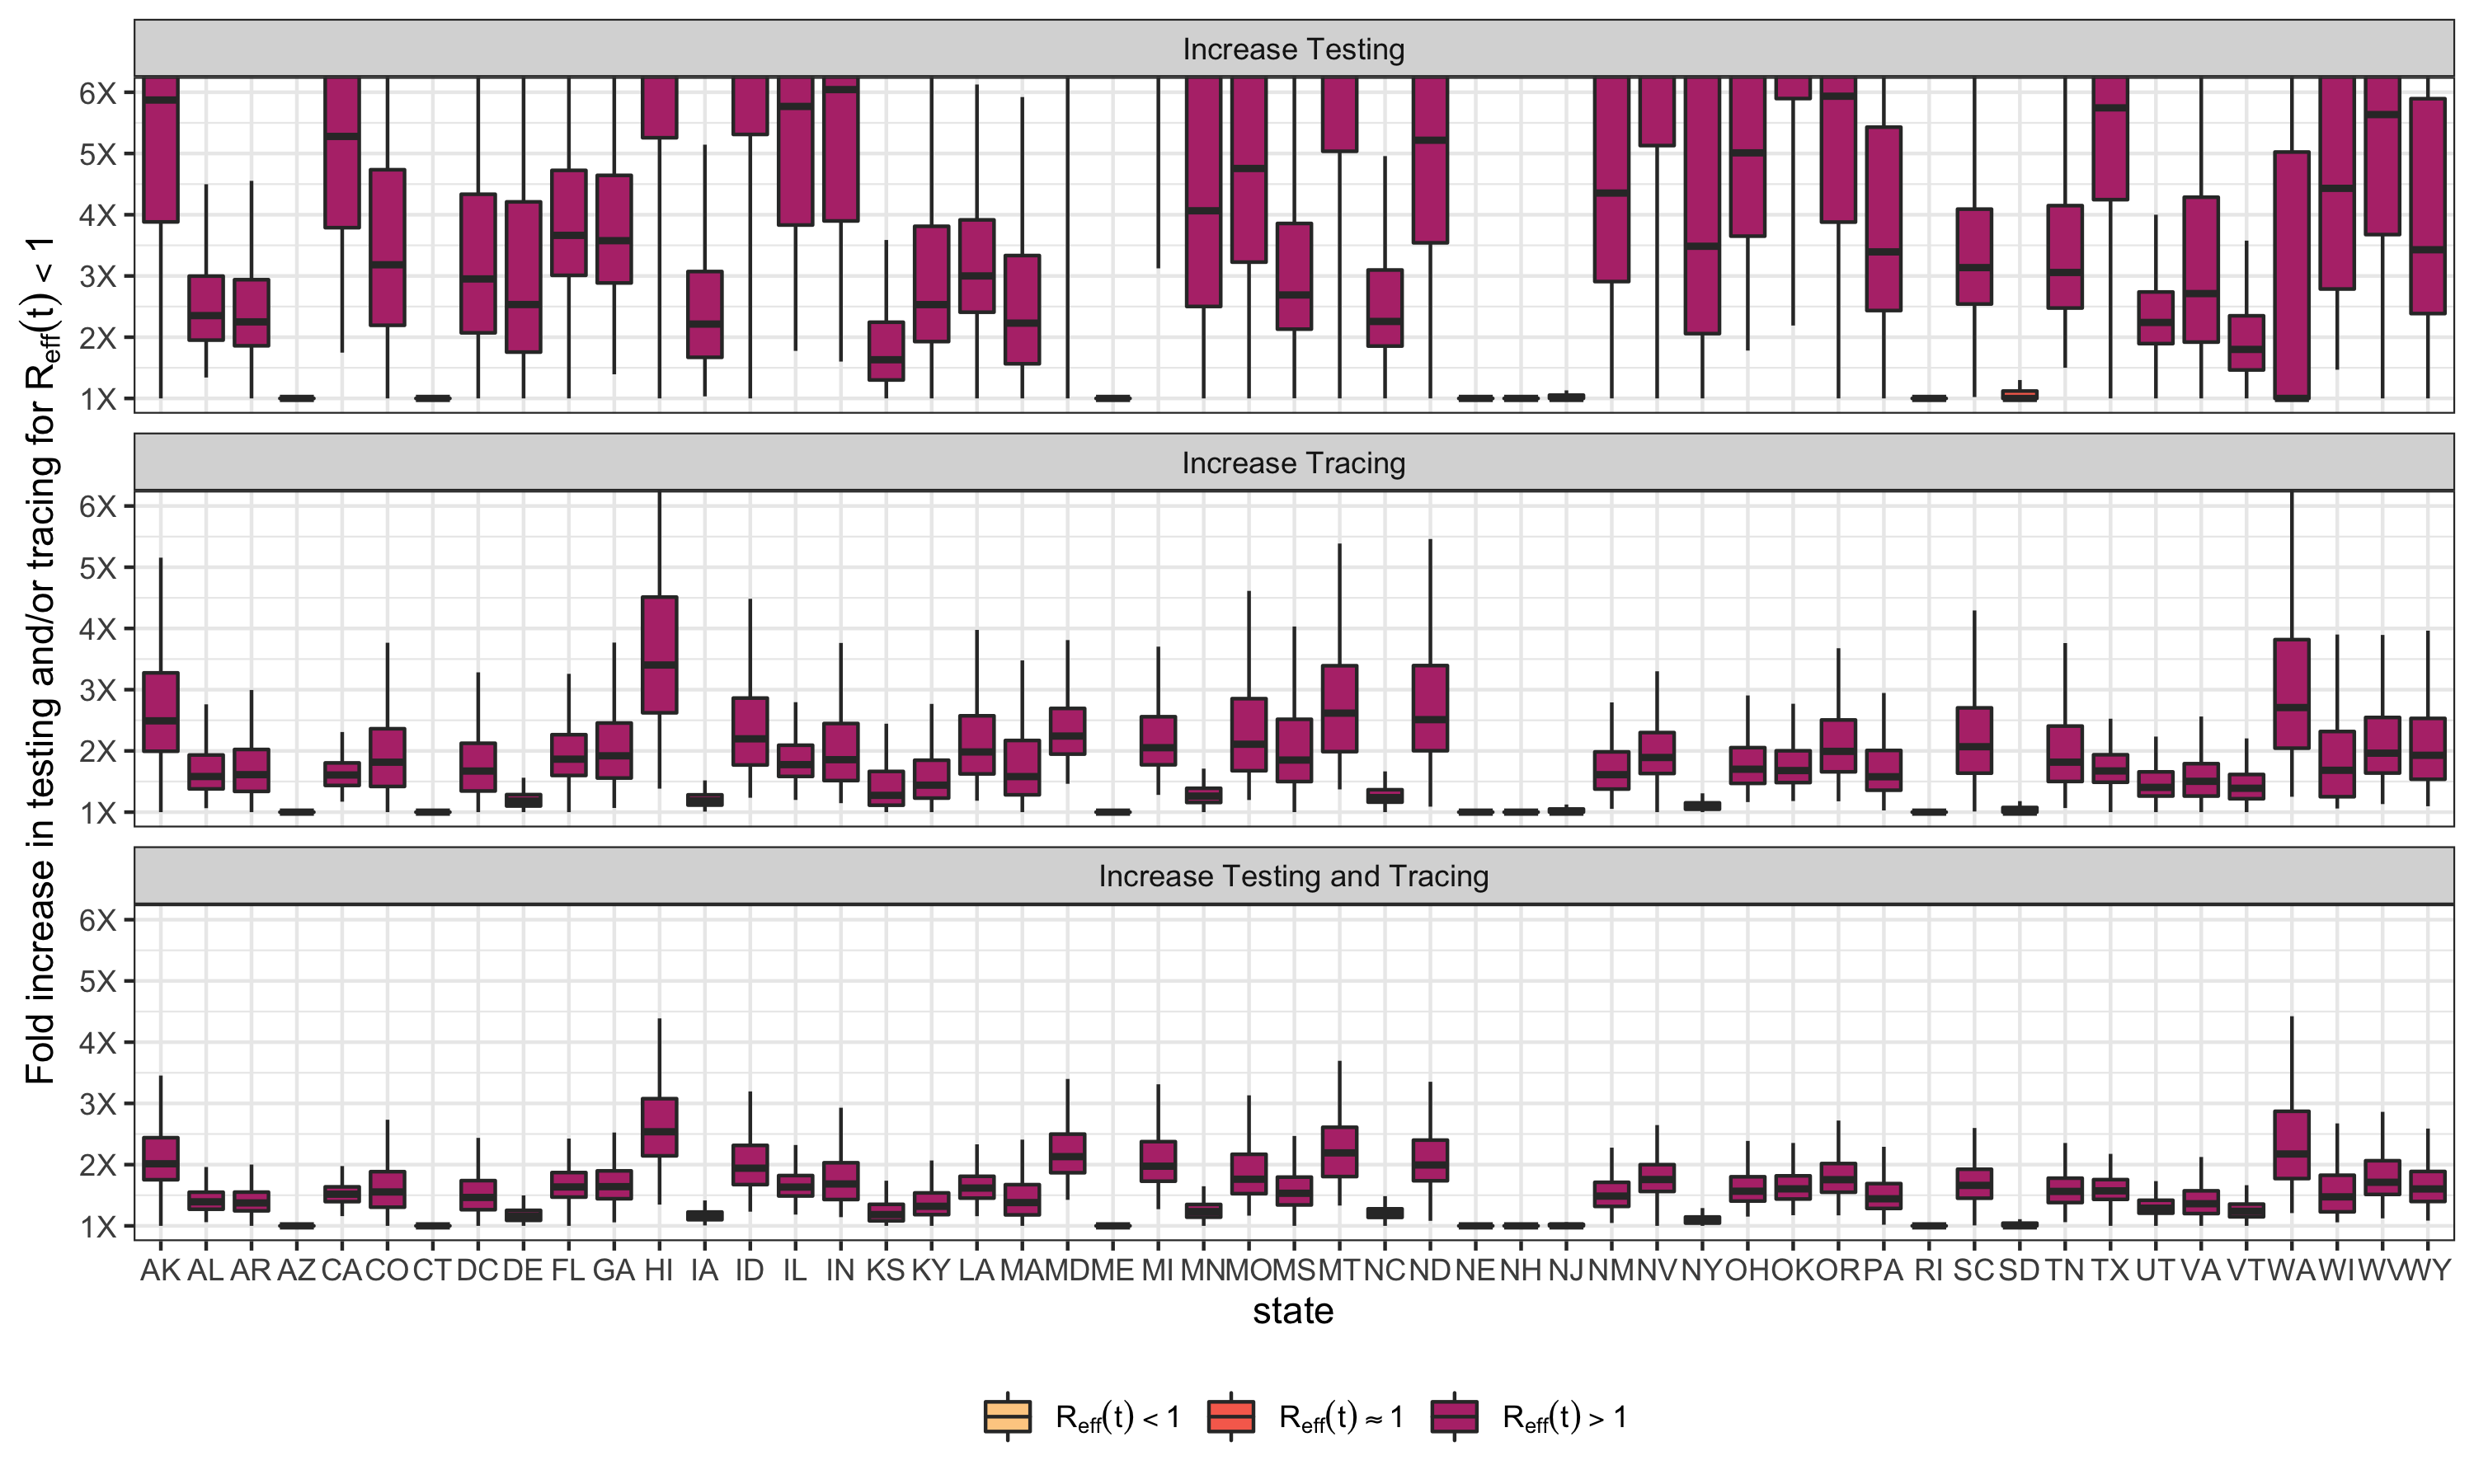 Increase Testing
6X
5X
4X
3X
2X
1X
Increase Tracing
6X
5X
4X
3X
2X
1X
Increase Testing and Tracing
6X
5X
4X
3X
2X
1X
Fold increase in testing and/or tracing for Reff(t) < 1
AK AL AR AZ CA CO CT DC DE FL GA HI IA ID IL IN KS KY LA MA MD ME MI MN MO MS MT NC ND NE NH NJ NM NV NY OH OK OR PA RI SC SD TN TX UT VA VT WA WI WV WY
state
Reff(t) < 1 Reff(t) ≈ 1 Reff(t) > 1